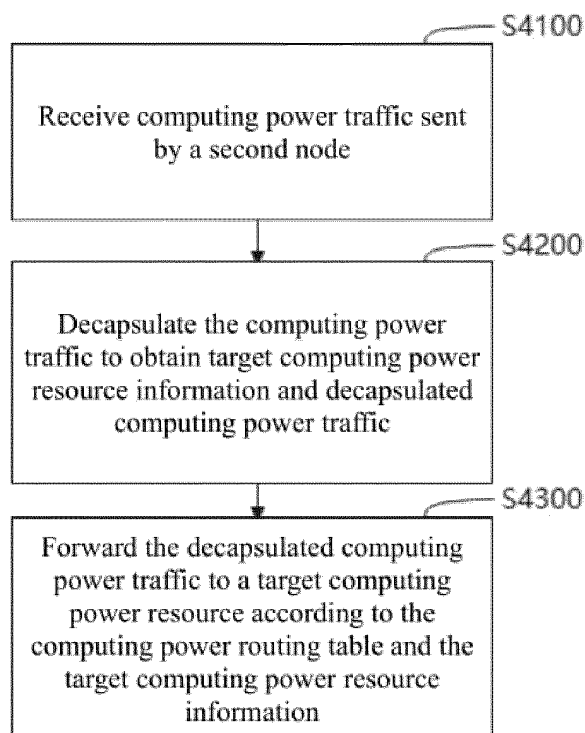 S4100
Receive computing power traffic sent
by a second node
S4200
Decapsulate the computing power
traffic to obtain target computing power
resource information and decapsulated
computing power traffic
S4300
Forward the decapsulated computing
power traffic to a target computing
power resource according to the
computing power routing table and the
target computing power resource
information